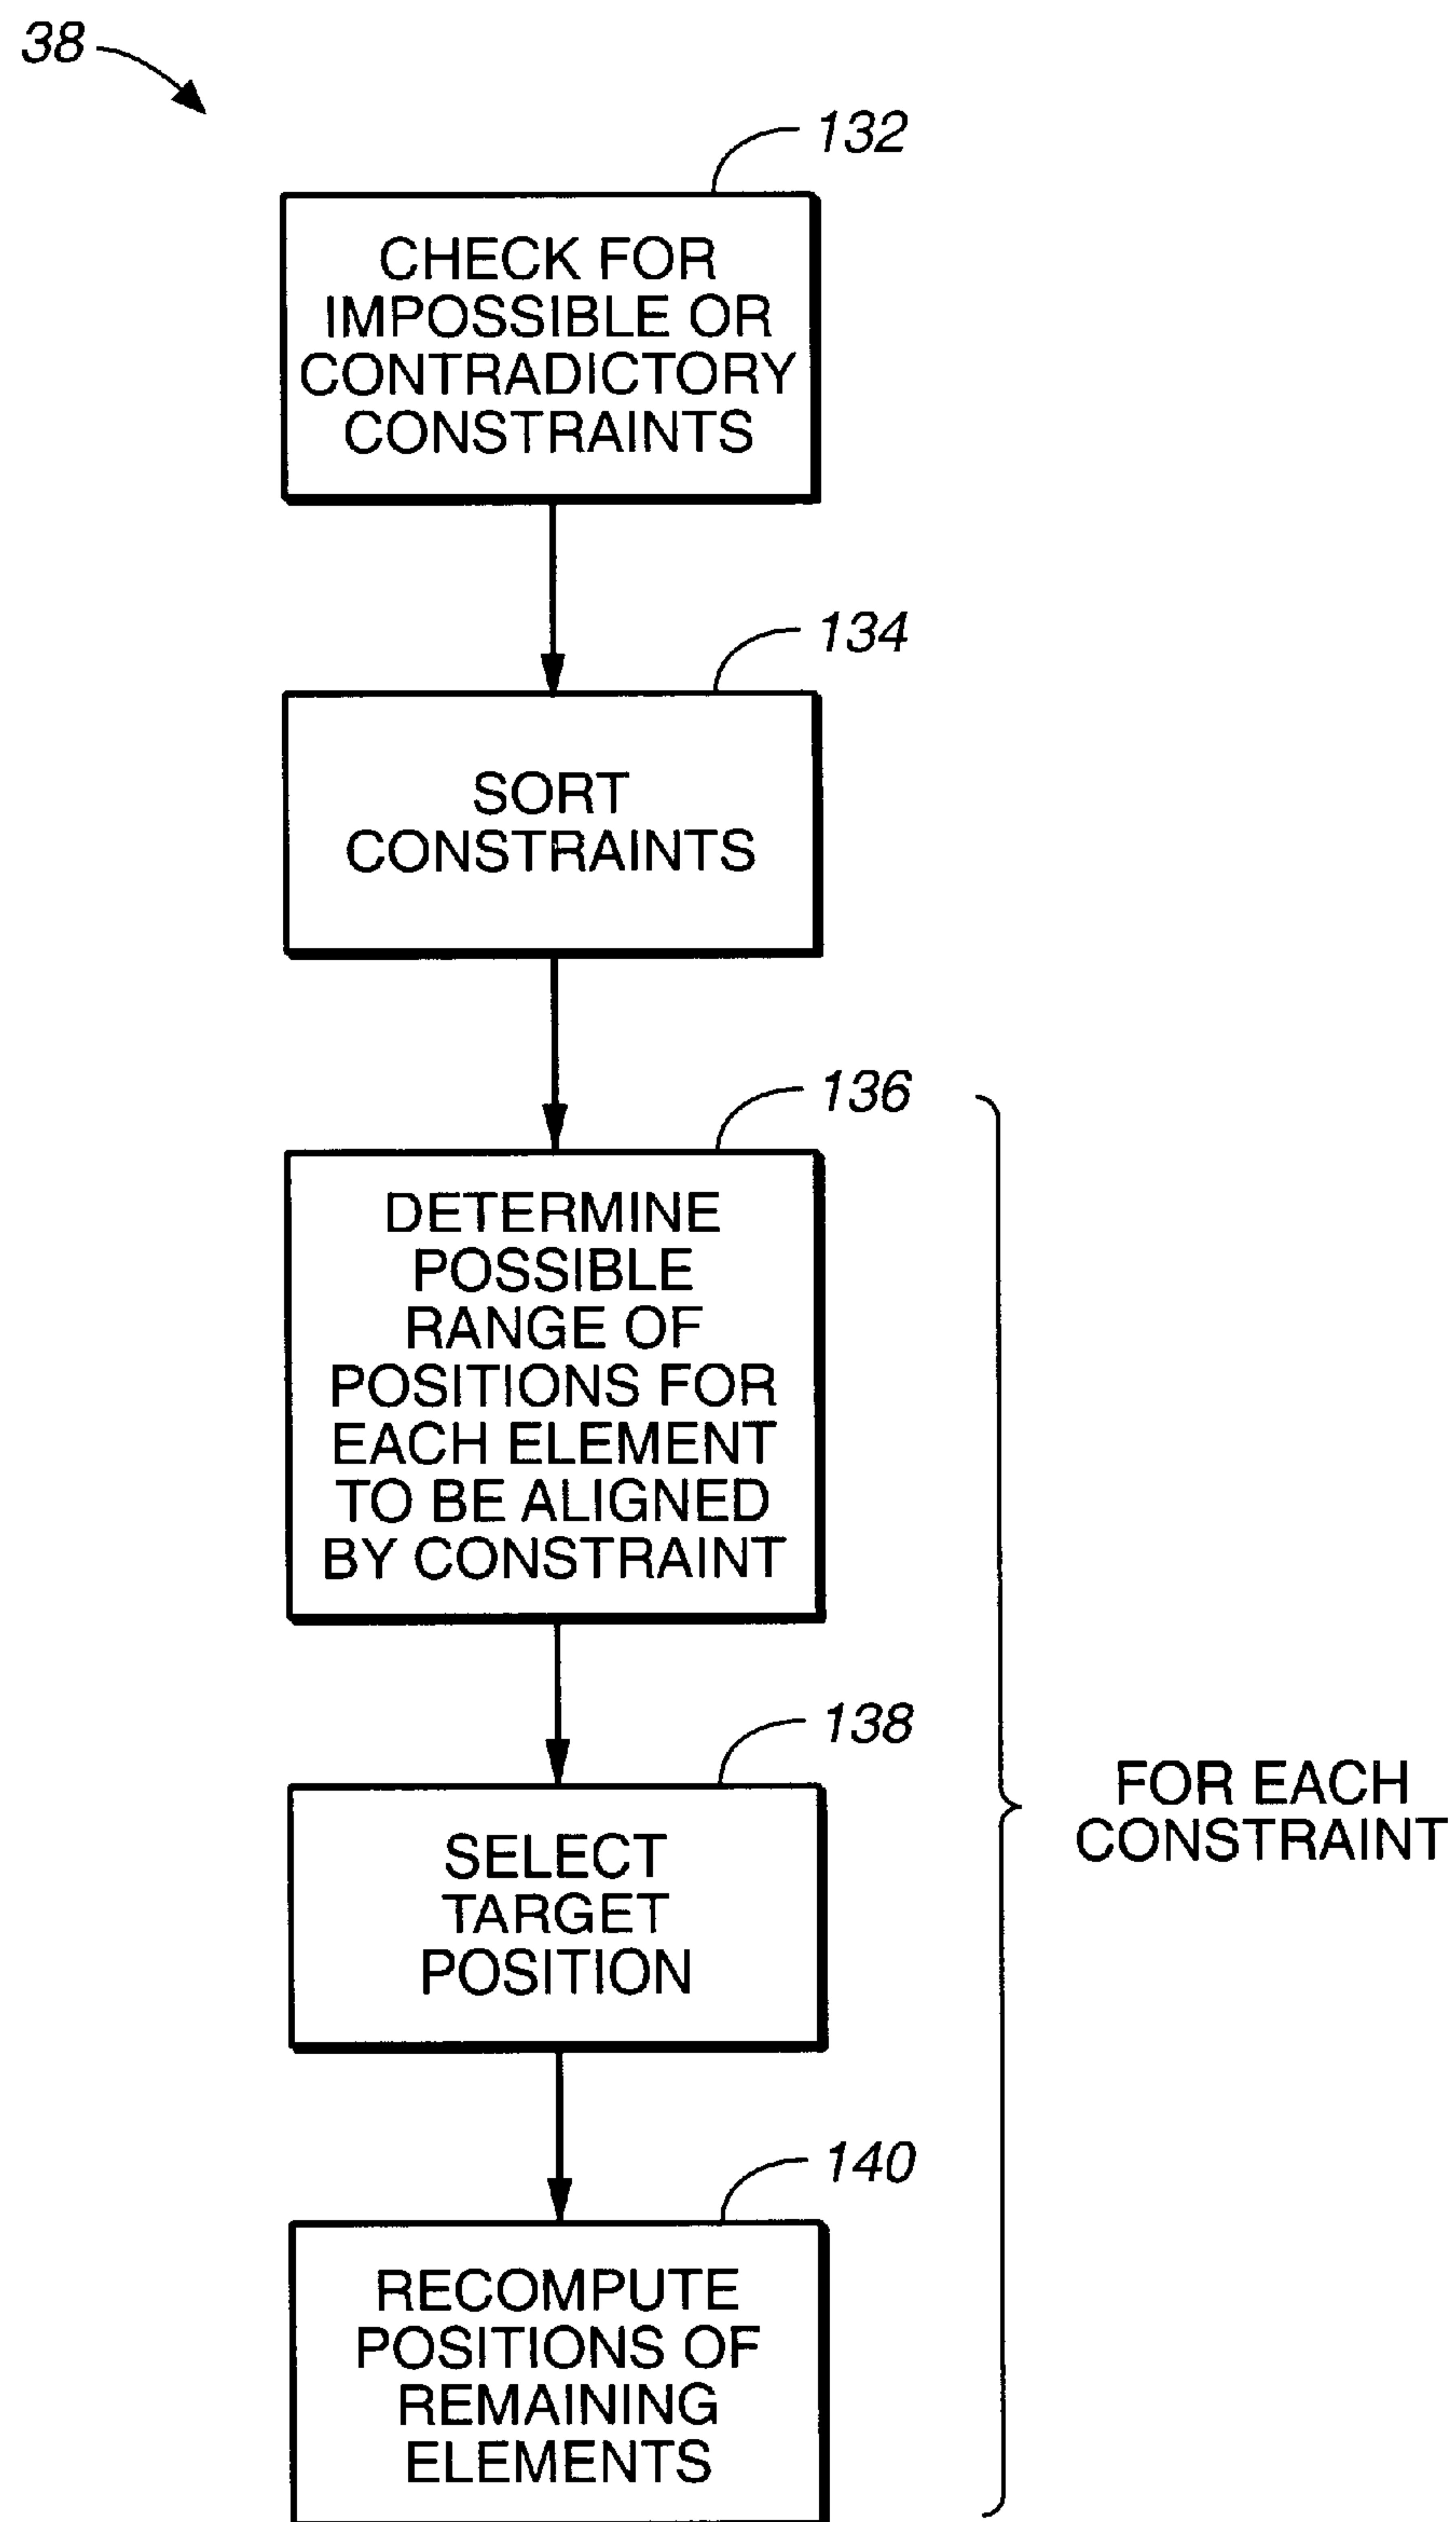 38
132
CHECK FOR
IMPOSSIBLE OR
CONTRADICTORY
CONSTRAINTS
134
SORT
CONSTRAINTS
136
DETERMINE
POSSIBLE
RANGE OF
POSITIONS FOR
EACH ELEMENT
TO BE ALIGNED
BY CONSTRAINT
138
SELECT
TARGET
POSITION
FOR EACH
CONSTRAINT
140
RECOMPUTE
POSITIONS OF
REMAINING
ELEMENTS